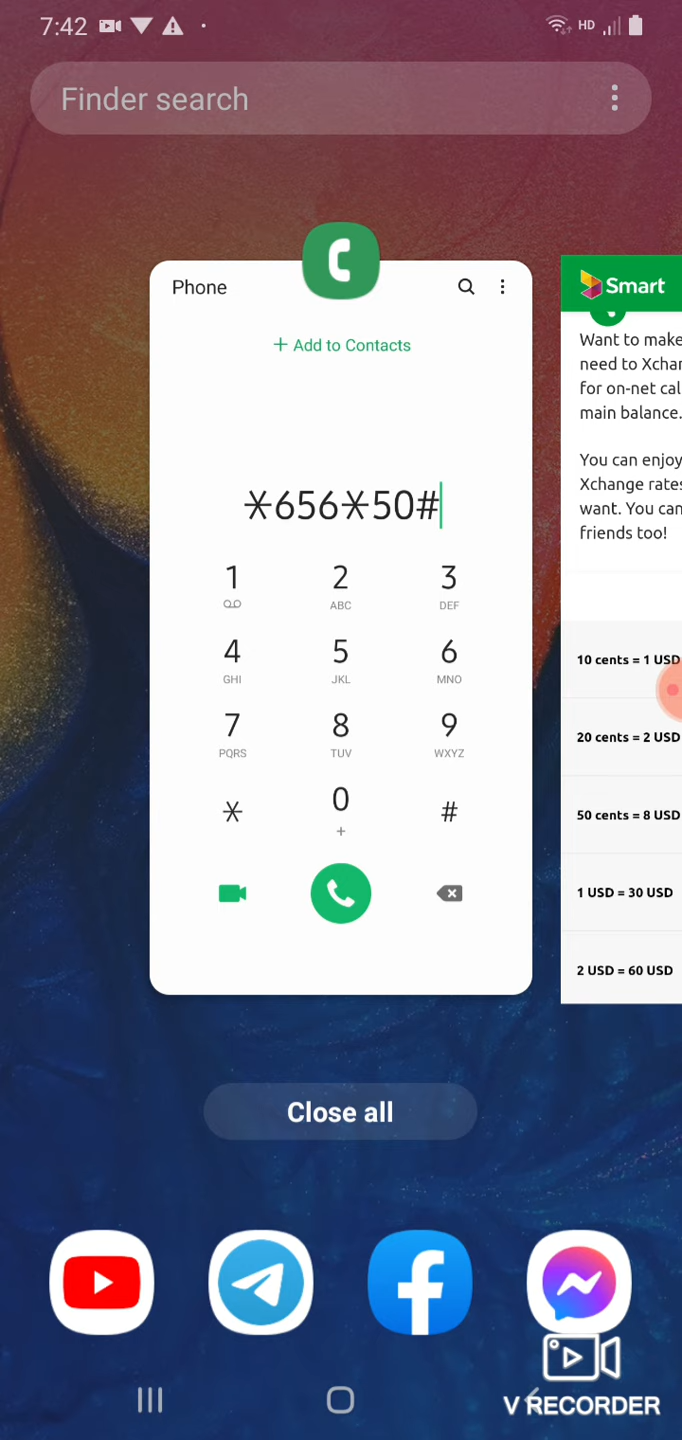 7:42
HD
Finder search
Phone
+ Add to Contacts
*656*50#
1
2
ABC
3
DEF
4
GHI
5
JKL
6
MNO
7
PQRS
8
TUV
9
WXYZ
*
0
+
#
Smart
Want to make
need to Xchan
for on-net cal
main balance.
You can enjoy
Xchange rates
want. You can
friends too!
10 cents = 1 USD
20 cents = 2 USD
50 cents = 8 USD
1 USD = 30 USD
2 USD = 60 USD
Close all
V RECORDER